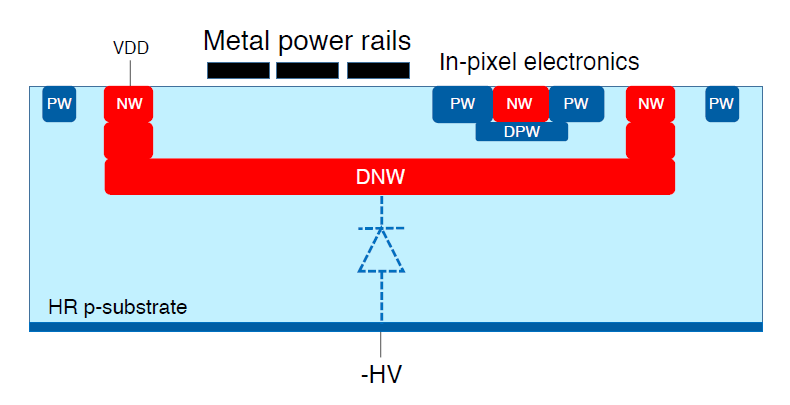 Metal power rails
VDD
In-pixel electronics
PW
NW
PW
NW
PW
NW
PW
DPW
DNW
HR p-substrate
-HV